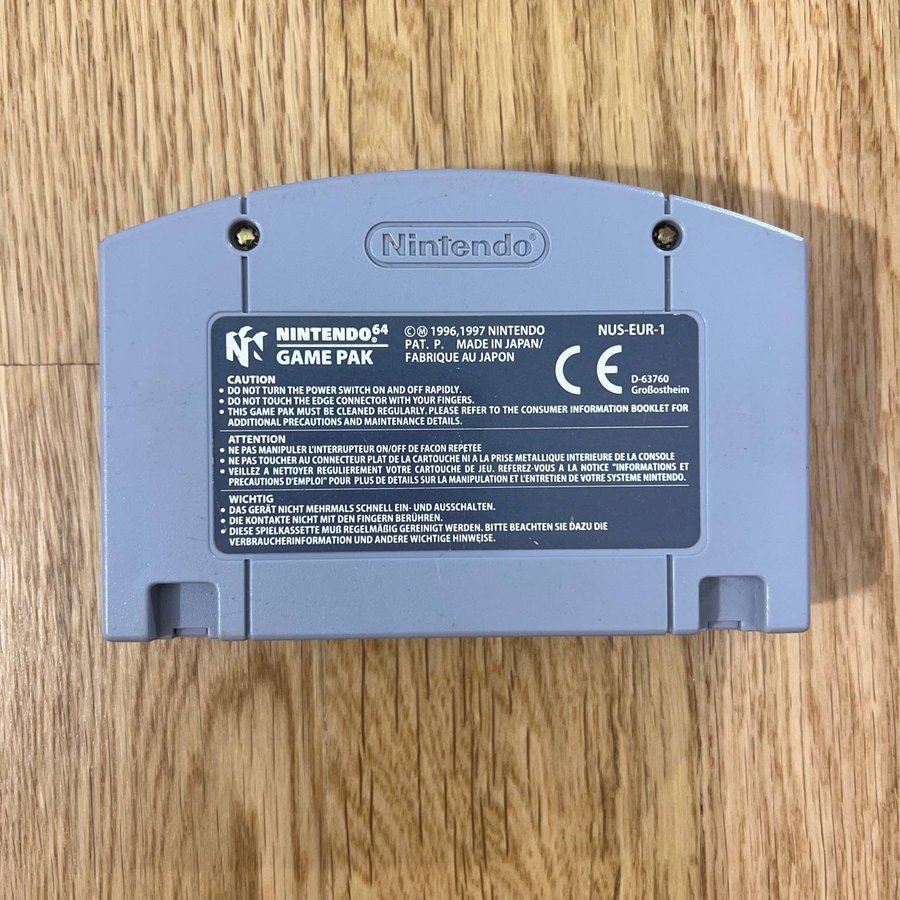 Nintendo®
NINTENDO64®
GAME PAK
©Ⓜ 1996,1997 NINTENDO
PAT. P. MADE IN JAPAN/
FABRIQUE AU JAPON
NUS-EUR-1
CE
D-63760
Großostheim
CAUTION
• DO NOT TURN THE POWER SWITCH ON AND OFF RAPIDLY.
• DO NOT TOUCH THE EDGE CONNECTOR WITH YOUR FINGERS.
• THIS GAME PAK MUST BE CLEANED REGULARLY. PLEASE REFER TO THE CONSUMER INFORMATION BOOKLET FOR
ADDITIONAL PRECAUTIONS AND MAINTENANCE DETAILS.
ATTENTION
• NE PAS MANIPULER L'INTERRUPTEUR ON/OFF DE FACON REPETEE
• NE PAS TOUCHER AU CONNECTEUR PLAT DE LA CARTOUCHE NI A LA PRISE METALLIQUE INTERIEURE DE LA CONSOLE
• VEILLEZ A NETTOYER REGULIEREMENT VOTRE CARTOUCHE DE JEU. REFEREZ-VOUS A LA NOTICE "INFORMATIONS ET
PRECAUTIONS D'EMPLOI" POUR PLUS DE DETAILS SUR LA MANIPULATION ET L'ENTRETIEN DE VOTRE SYSTEME NINTENDO.
WICHTIG
• DAS GERÄT NICHT MEHRMALS SCHNELL EIN- UND AUSSCHALTEN.
• DIE KONTAKTE NICHT MIT DEN FINGERN BERÜHREN.
• DIESE SPIELKASSETTE MUß REGELMÄßIG GEREINIGT WERDEN. BITTE BEACHTEN SIE DAZU DIE
VERBRAUCHERINFORMATION UND ANDERE WICHTIGE HINWEISE.